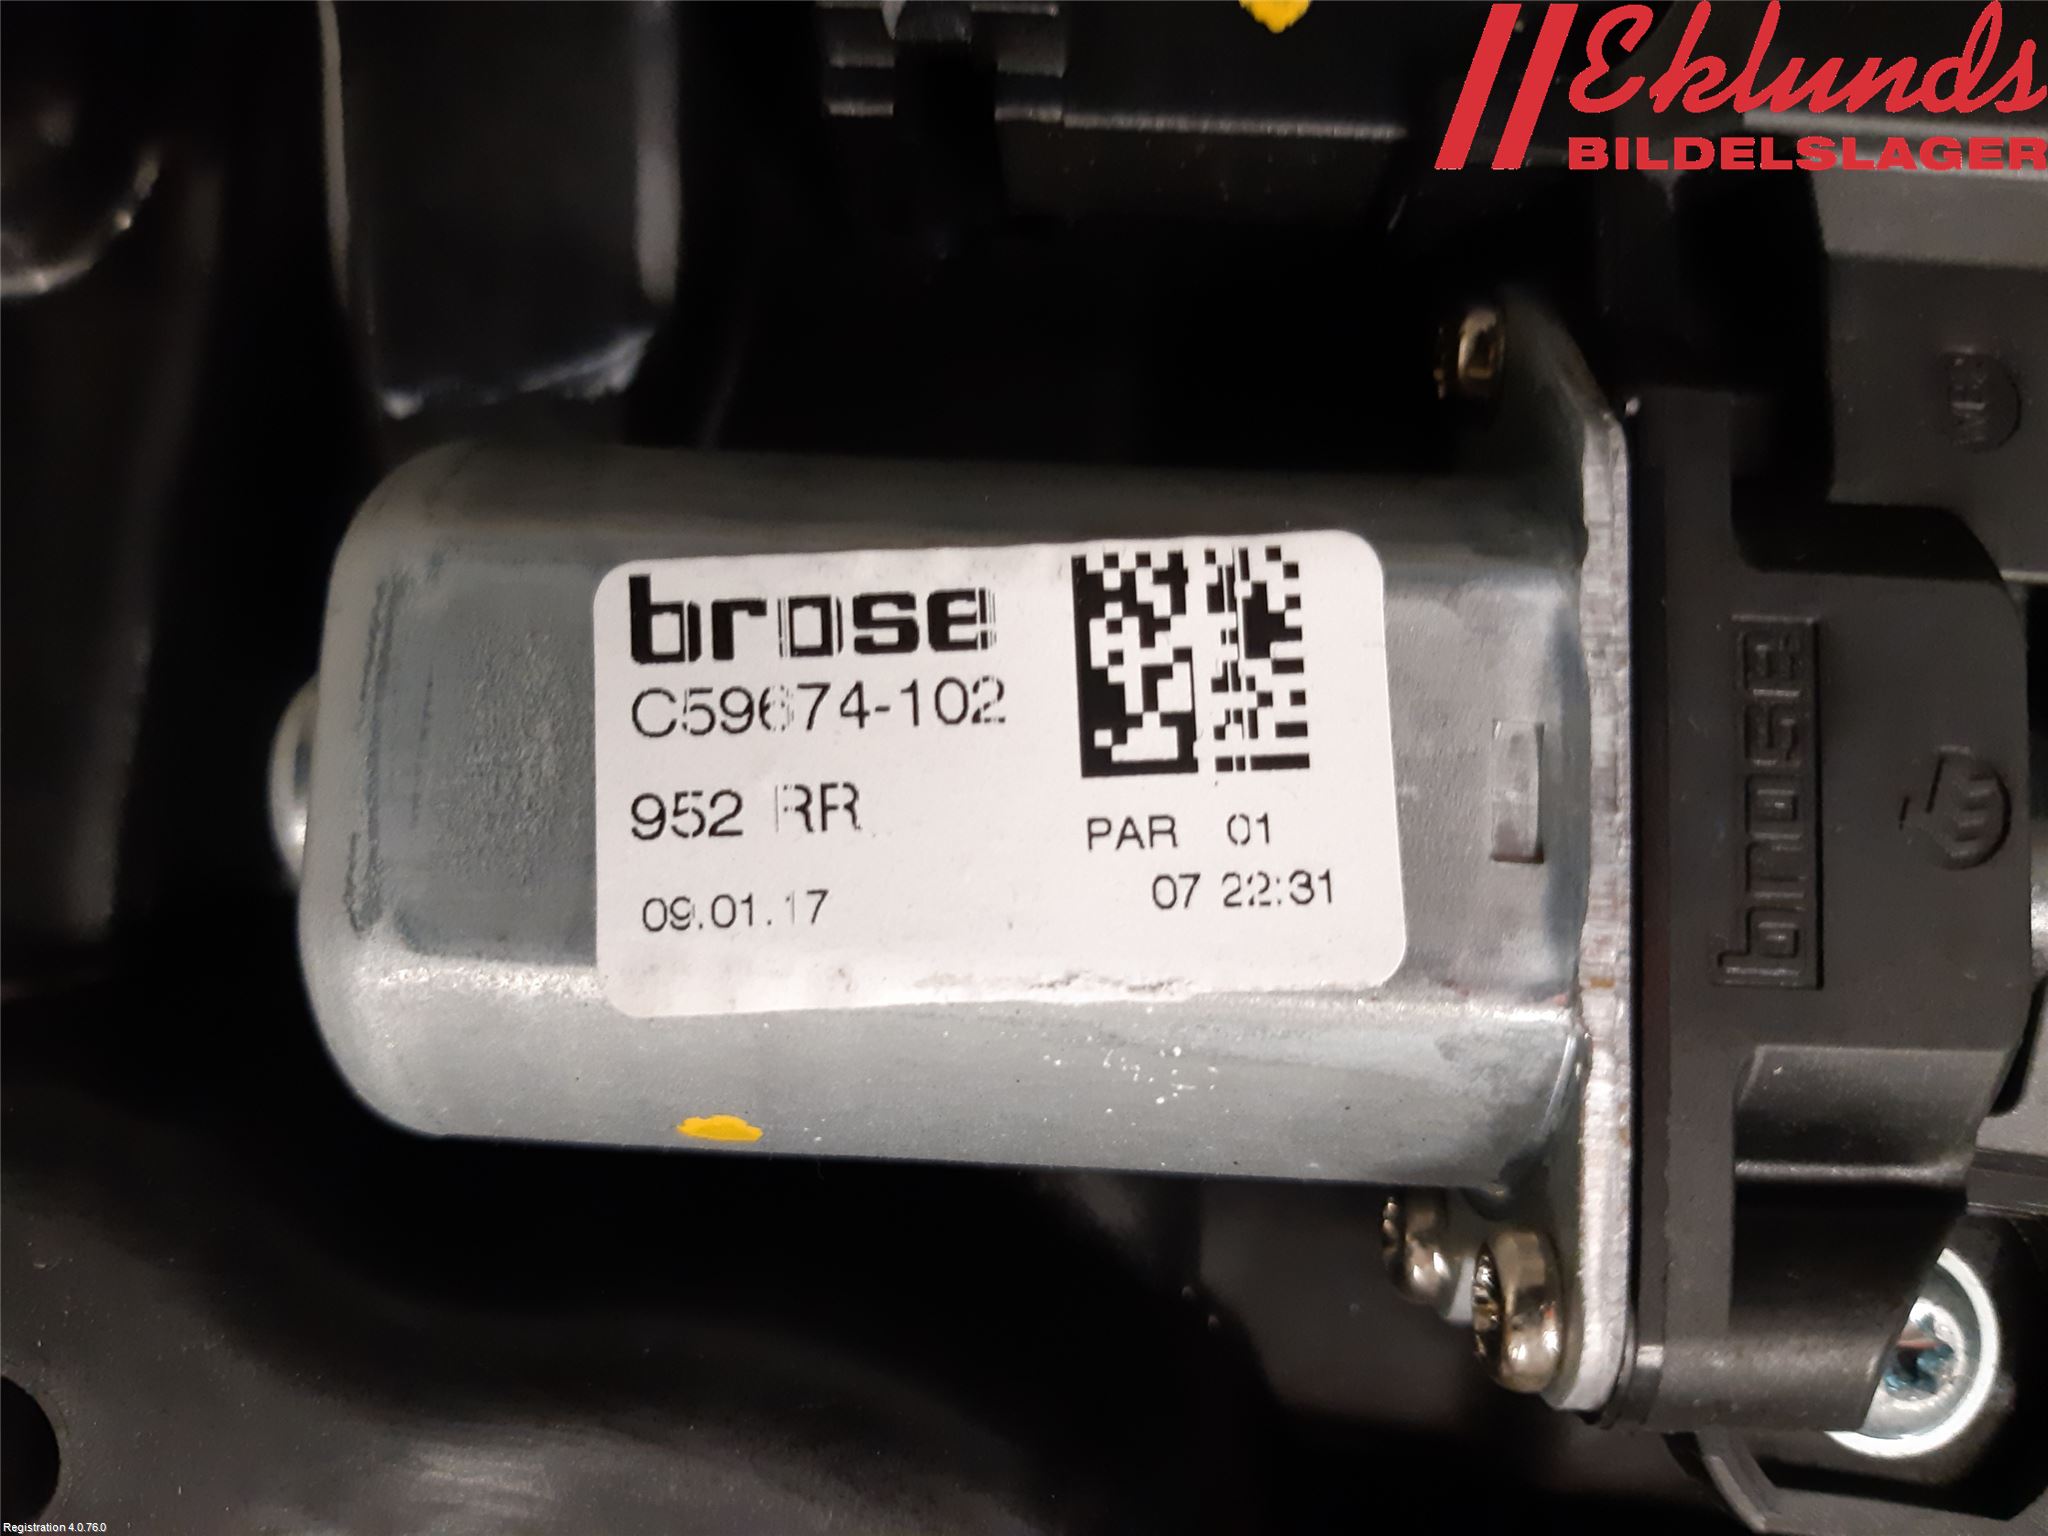 Eklunds
BILDELSLAGER
brose
C59674-102
952 RR
09.01.17
PAR 01
07 22:31
brose
Registration 4.0.76.0